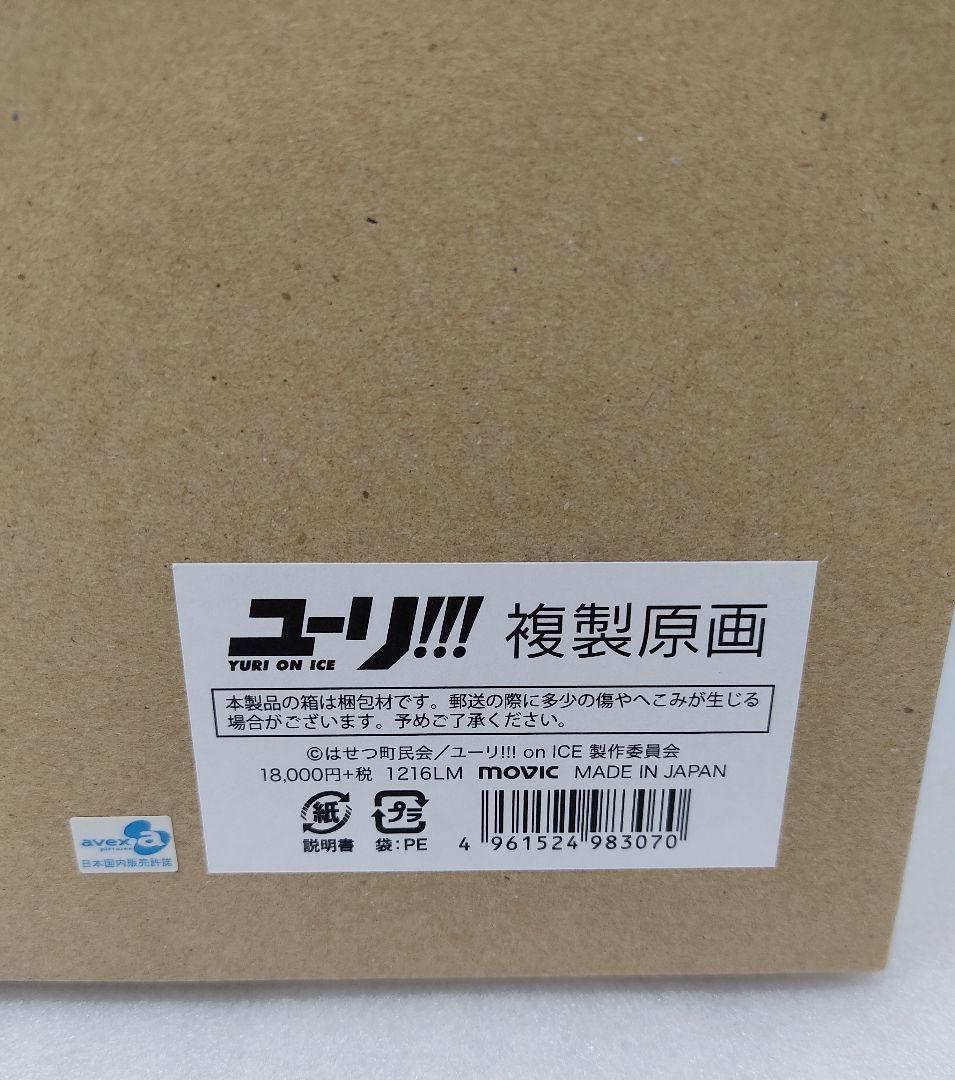 ユーリ!!! 複製原画
YURI ON ICE
本製品の箱は梱包材です。郵送の際に多少の傷やへこみが生じる
場合がございます。予めご了承ください。
©はせつ町民会/ユーリ!!! on ICE 製作委員会
18,000円+税 1216LM movic MADE IN JAPAN
紙 プラ
説明書 袋:PE 4 961524 983070
avex a
pictures
日本国内販売許諾